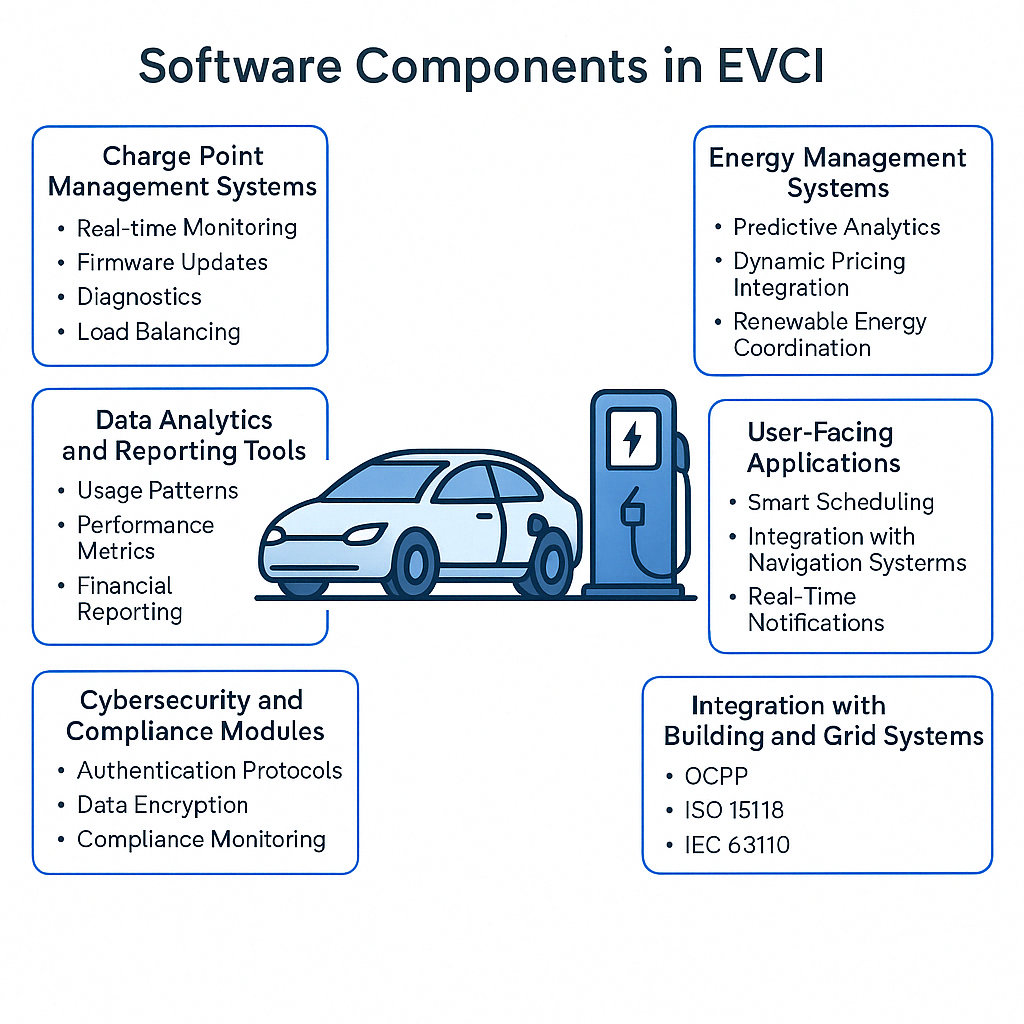 Software Components in EVCI
Charge Point
Management Systems
• Real-time Monitoring
• Firmware Updates
• Diagnostics
• Load Balancing
Energy Management
Systems
• Predictive Analytics
• Dynamic Pricing
Integration
• Renewable Energy
Coordination
Data Analytics
and Reporting Tools
• Usage Patterns
• Performance
Metrics
• Financial
Reporting
User-Facing
Applications
• Smart Scheduling
• Integration with
Navigation Systerms
• Real-Time
Notifications
Cybersecurity and
Compliance Modules
• Authentication Protocols
• Data Encryption
• Compliance Monitoring
Integration with
Building and Grid Systems
• OCPP
• ISO 15118
• IEC 63110